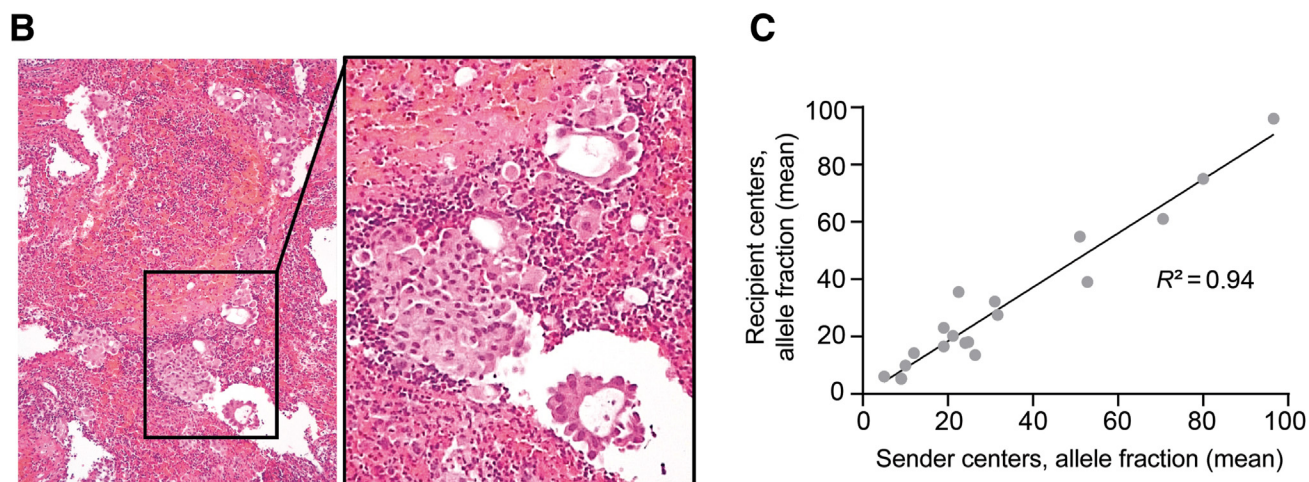 B
C
Recipient centers,
allele fraction (mean)
100
80
60
40
20
0
R² = 0.94
0 20 40 60 80 100
Sender centers, allele fraction (mean)